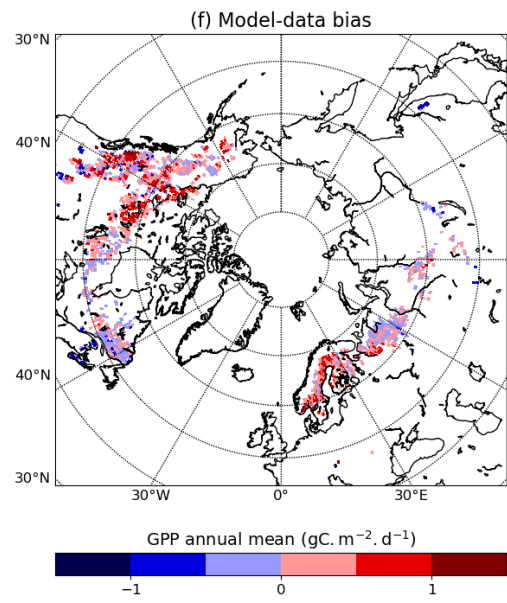 (f) Model-data bias
30°N
40°N
40°N
30°N
30°W 0° 30°E
GPP annual mean (gC.m⁻².d⁻¹)
−1 0 1